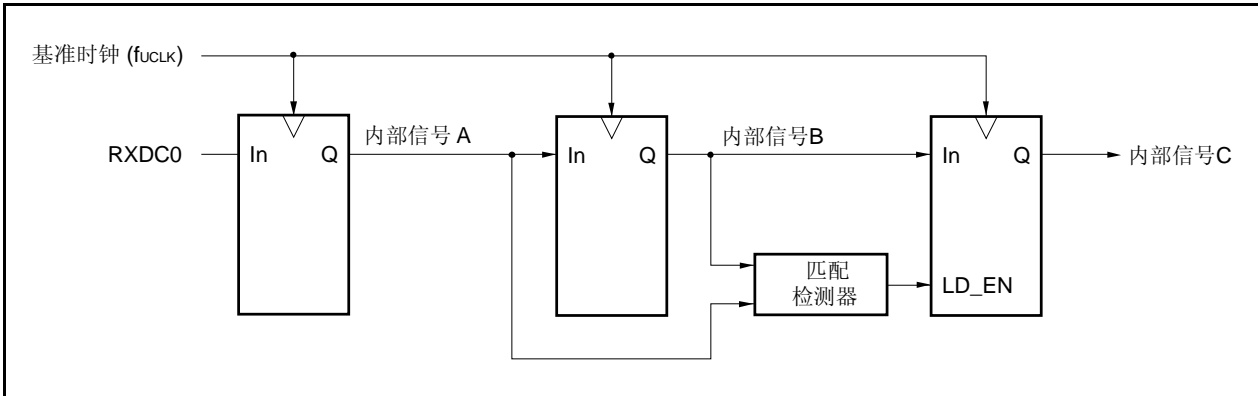 基准时钟 (fUCLK)
RXDC0
In
Q
内部信号 A
In
Q
内部信号B
In
Q
内部信号C
匹配
检测器
LD_EN